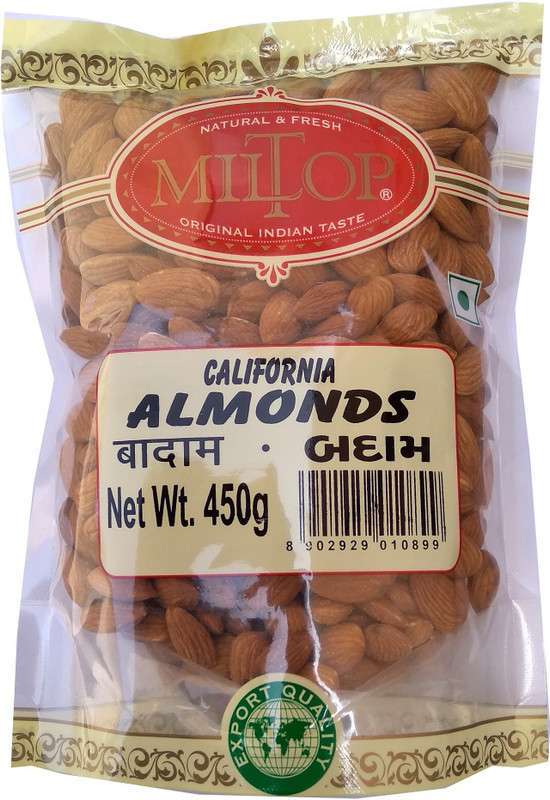 NATURAL & FRESH
MILTOP®
ORIGINAL INDIAN TASTE
CALIFORNIA
ALMONDS
बादाम · બદામ
Net Wt. 450g
8 902929 010899
EXPORT QUALITY